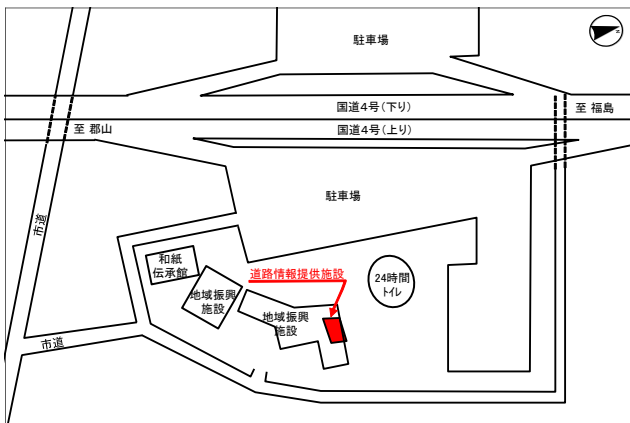 駐車場
国道4号(下り)
至 福島
至 郡山
国道4号(上り)
駐車場
市道
和紙
伝承館
道路情報提供施設
24時間
トイレ
地域振興
施設
地域振興
施設
市道